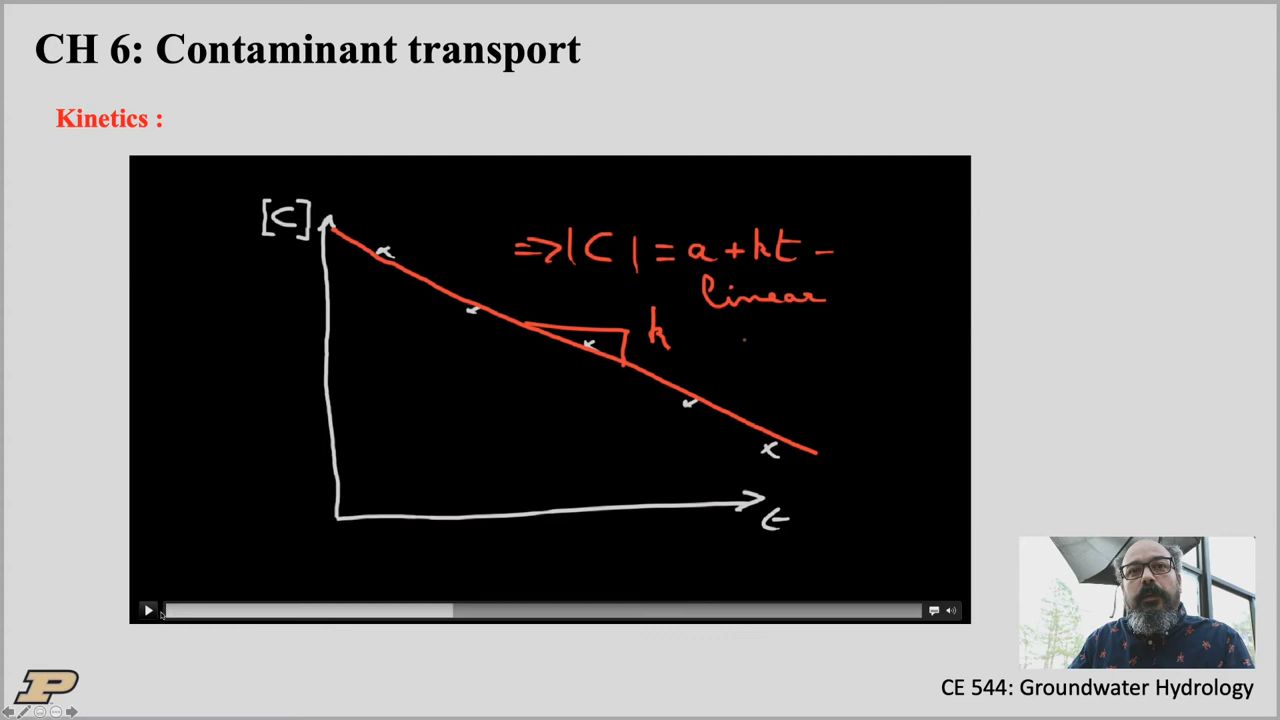 CH 6: Contaminant transport
Kinetics :
[C]
=> |C| = a + kt -
linear
k
t
CE 544: Groundwater Hydrology